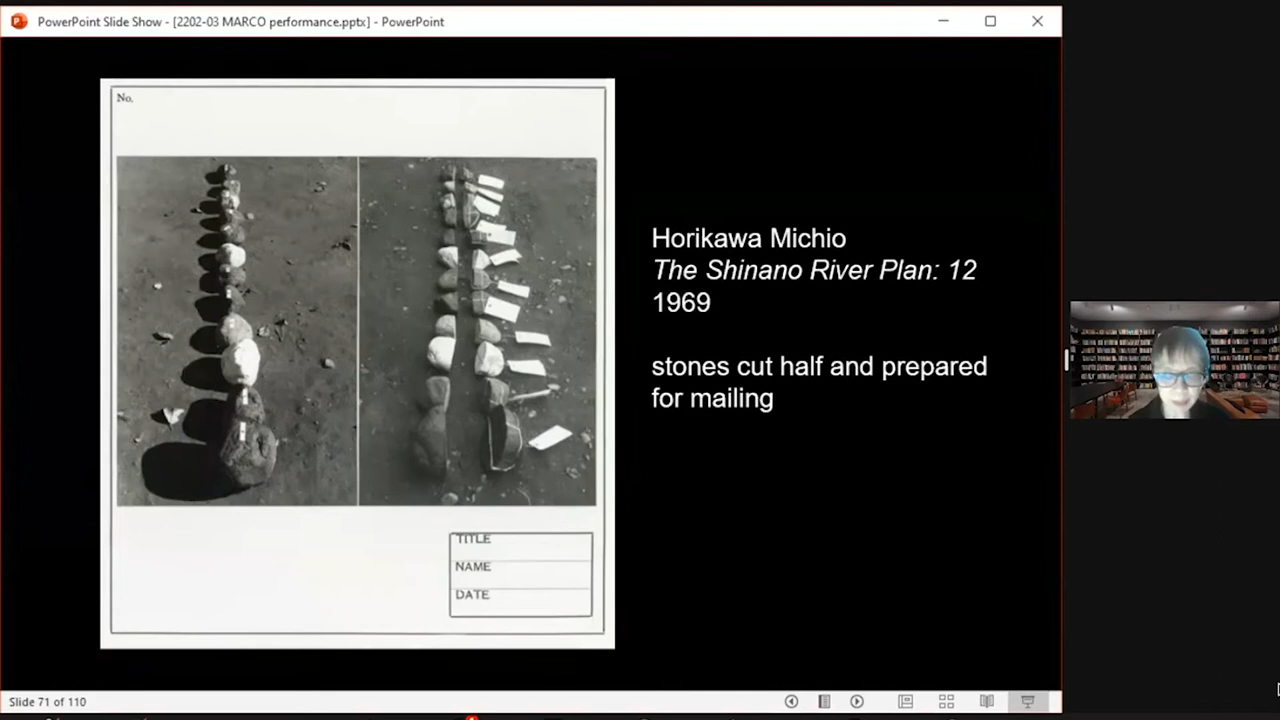 PowerPoint Slide Show - [2202-03 MARCO performance.pptx] - PowerPoint
No.
Horikawa Michio
The Shinano River Plan: 12
1969
stones cut half and prepared
for mailing
TITLE
NAME
DATE
Slide 71 of 110